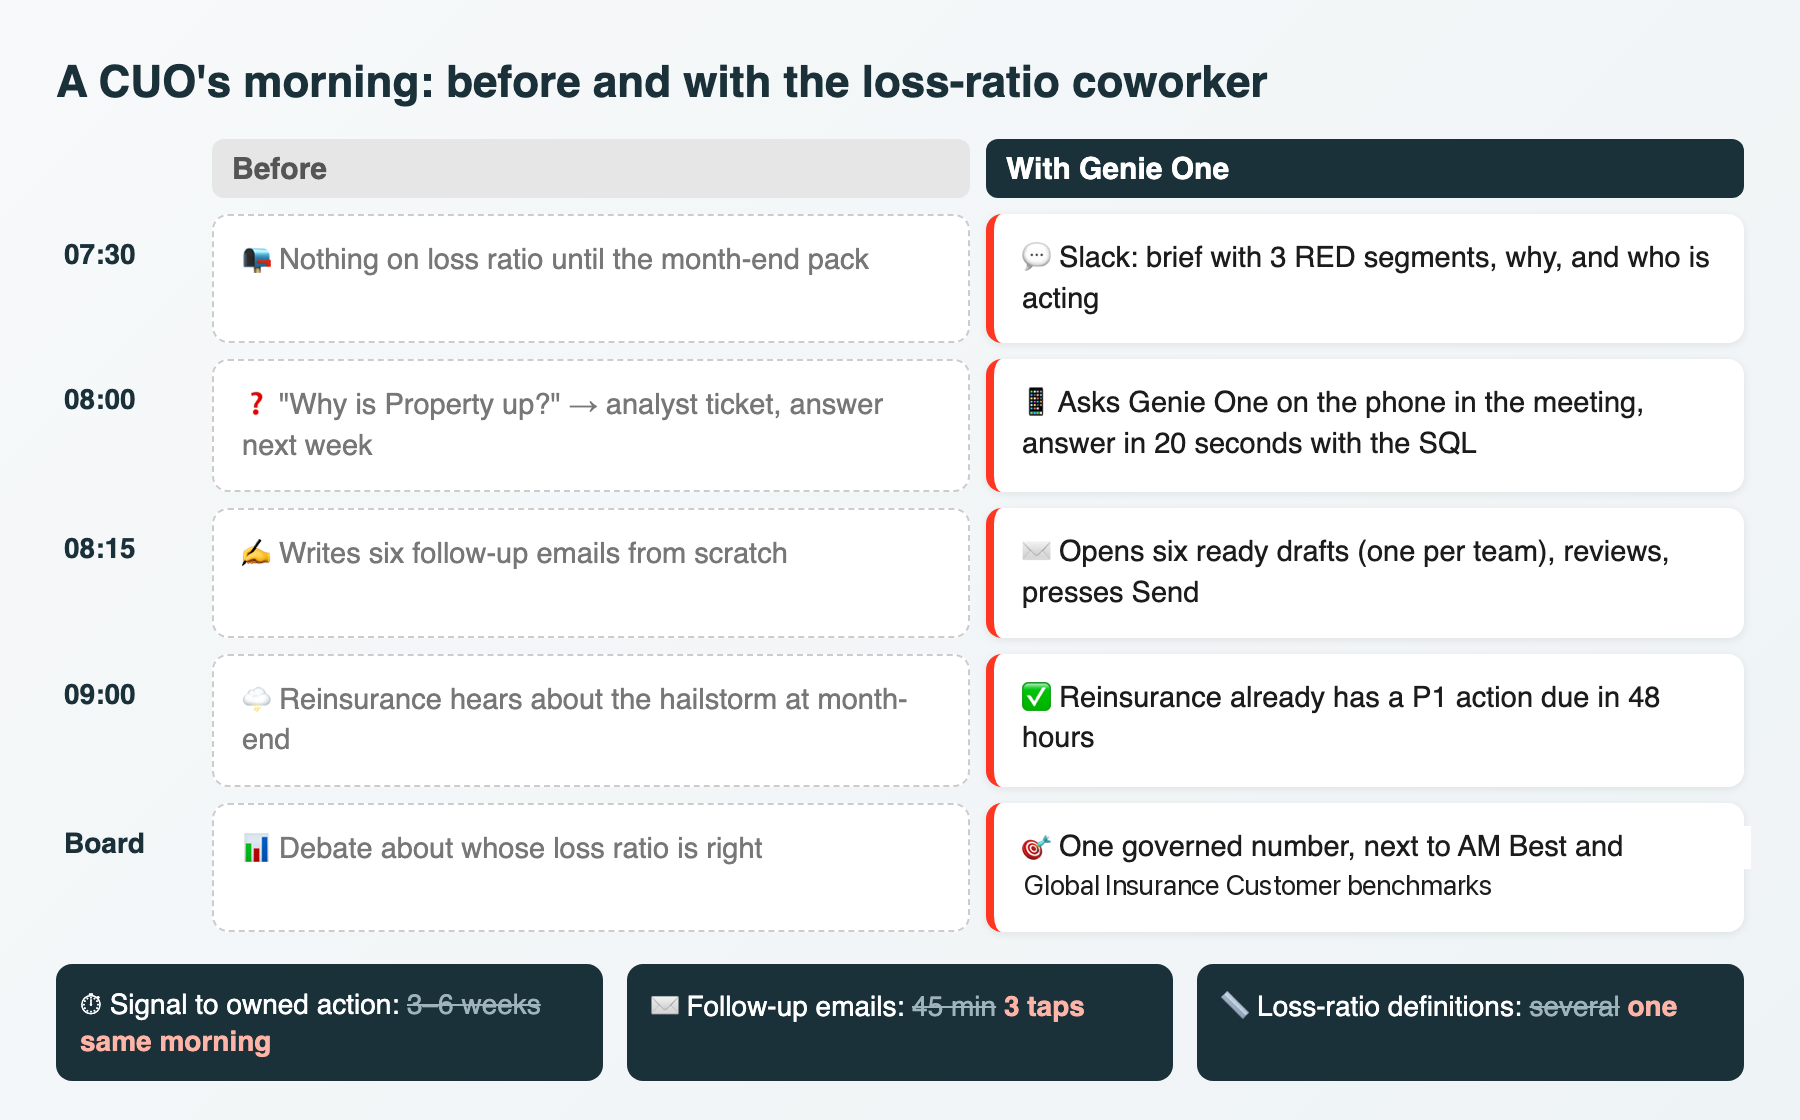 A CUO's morning: before and with the loss-ratio coworker
Before
With Genie One
07:30
Nothing on loss ratio until the month-end pack
Slack: brief with 3 RED segments, why, and who is
acting
08:00
"Why is Property up?" → analyst ticket, answer
next week
Asks Genie One on the phone in the meeting,
answer in 20 seconds with the SQL
08:15
Writes six follow-up emails from scratch
Opens six ready drafts (one per team), reviews,
presses Send
09:00
Reinsurance hears about the hailstorm at month-
end
Reinsurance already has a P1 action due in 48
hours
Board
Debate about whose loss ratio is right
One governed number, next to AM Best and
Global Insurance Customer benchmarks
Signal to owned action: 3–6 weeks
same morning
Follow-up emails: 45 min 3 taps
Loss-ratio definitions: several one